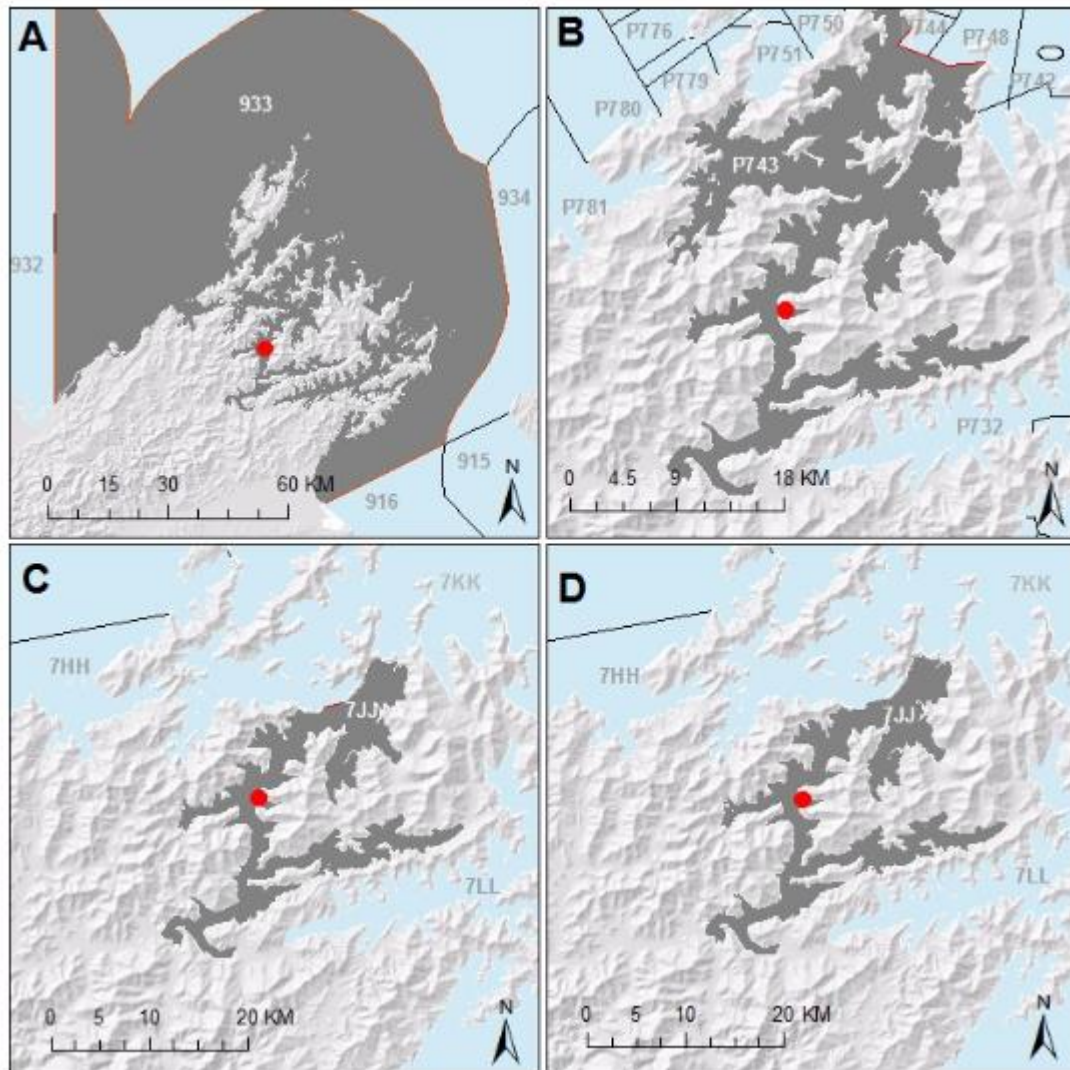 A
933
934
932
915
916
0 15 30 60 KM
N
B
P776
P750
P744
P748
P751
P779
P742
P780
P743
P781
P732
0 4.5 9 18 KM
N
C
7KK
7HH
7JJ
7LL
0 5 10 20 KM
N
D
7KK
7HH
7JJ
7LL
0 5 10 20 KM
N